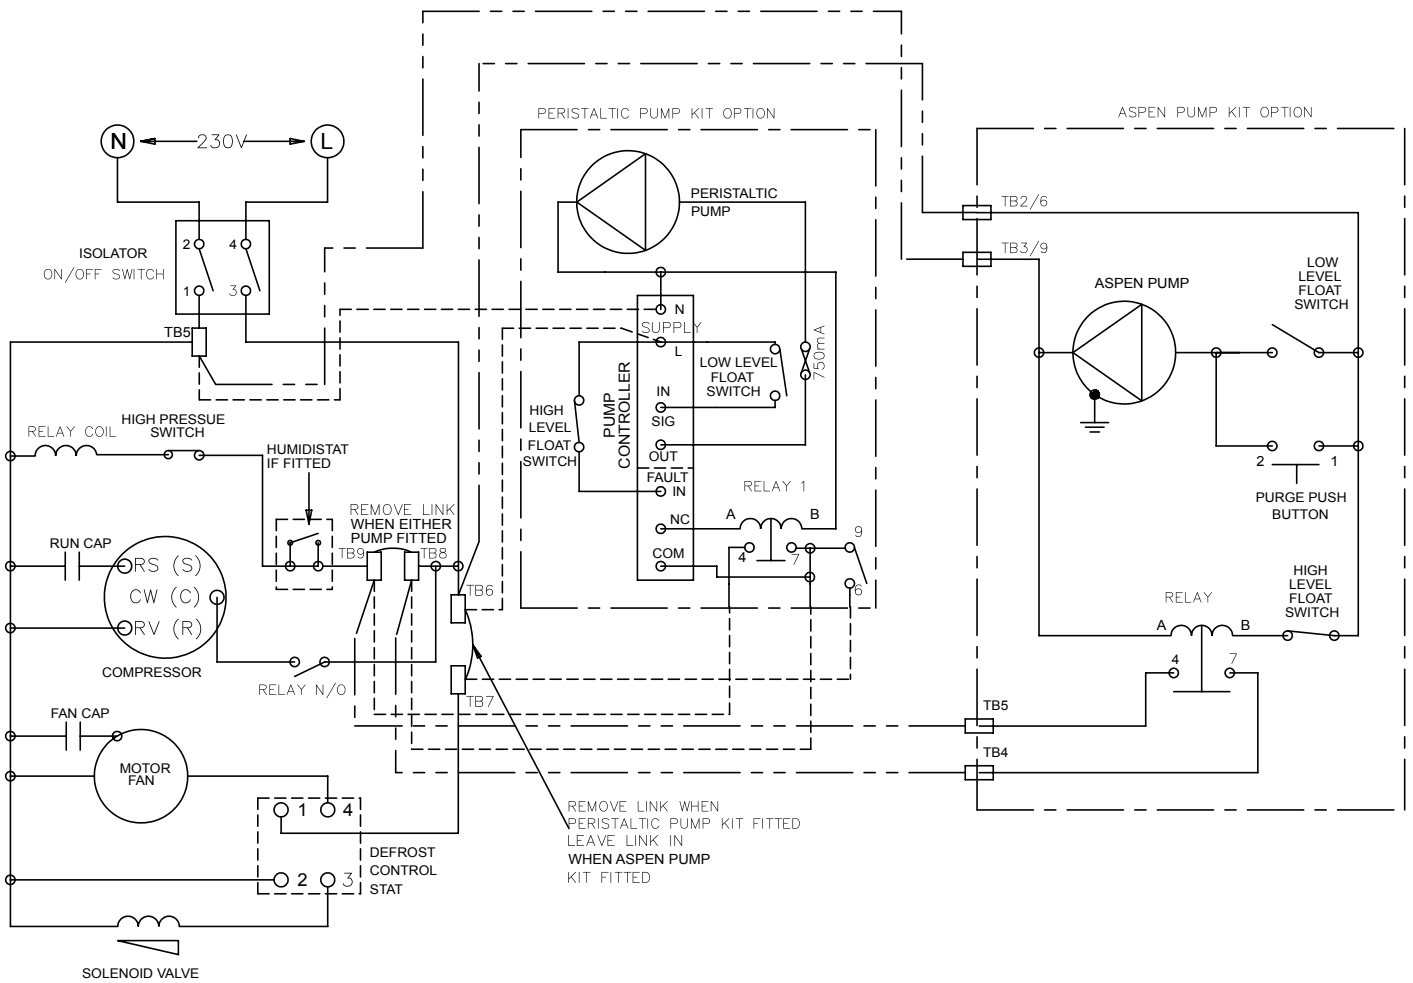 PERISTALTIC PUMP KIT OPTION
ASPEN PUMP KIT OPTION
N
230V
L
ISOLATOR
ON/OFF SWITCH
2
4
1
3
TB5
PERISTALTIC
PUMP
TB2/6
TB3/9
ASPEN PUMP
LOW
LEVEL
FLOAT
SWITCH
N
SUPPLY
L
LOW LEVEL
FLOAT
SWITCH
750mA
PUMP
CONTROLLER
IN
SIG
OUT
FAULT
IN
NC
COM
HIGH
LEVEL
FLOAT
SWITCH
RELAY 1
A
B
4
7
9
6
2
1
PURGE PUSH
BUTTON
RELAY COIL
HIGH PRESSUE
SWITCH
HUMIDISTAT
IF FITTED
REMOVE LINK
WHEN EITHER
PUMP FITTED
TB9
TB8
RUN CAP
RS (S)
CW (C)
RV (R)
COMPRESSOR
RELAY N/O
TB6
TB7
HIGH
LEVEL
FLOAT
SWITCH
RELAY
A
B
4
7
TB5
TB4
FAN CAP
MOTOR
FAN
1
4
2
3
DEFROST
CONTROL
STAT
REMOVE LINK WHEN
PERISTALTIC PUMP KIT FITTED
LEAVE LINK IN
WHEN ASPEN PUMP
KIT FITTED
SOLENOID VALVE